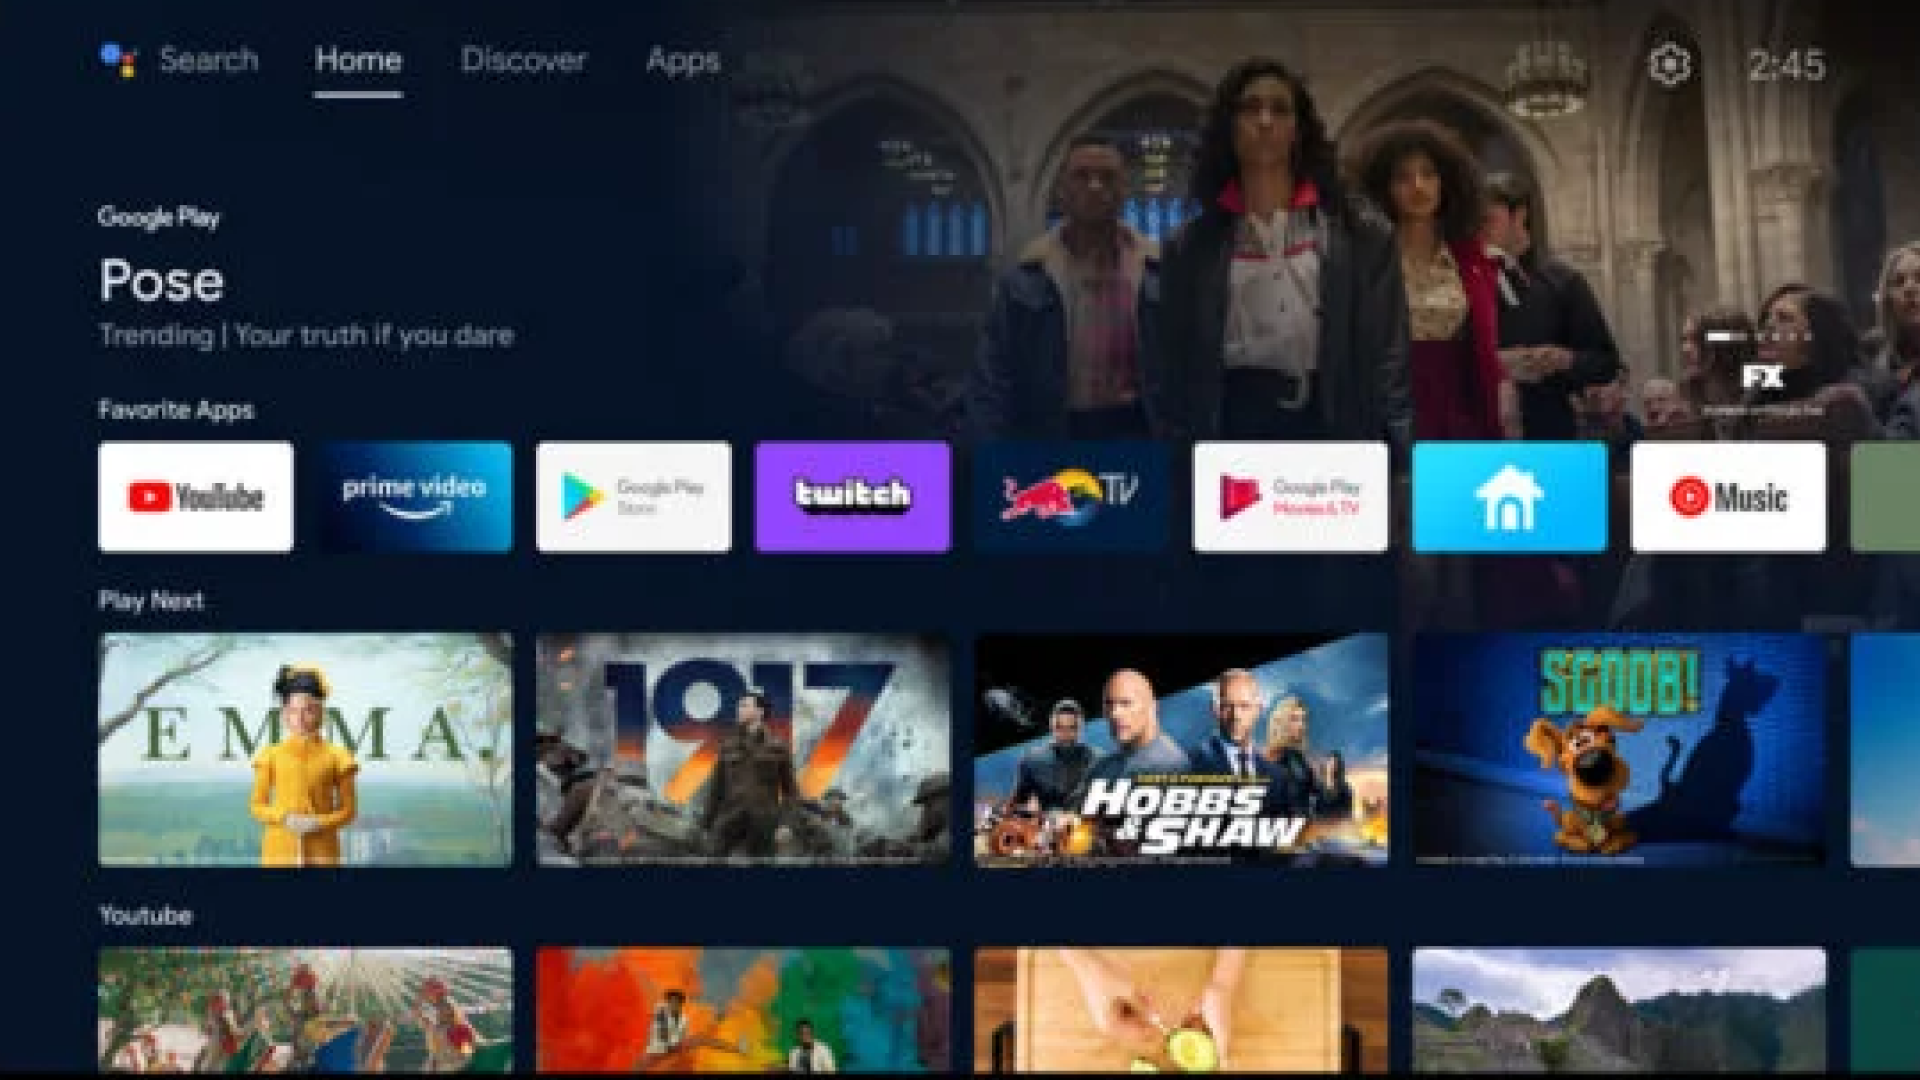 Search Home Discover Apps 2:45
Google Play
Pose
Trending | Your truth if you dare
FX
Favorite Apps
YouTube
prime video
Google Play
Store
twitch
TV
Google Play
Movies & TV
Music
Play Next
EMMA.
1917
HOBBS
& SHAW
SCOOB!
Youtube